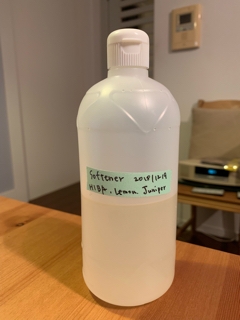 Softener 2018/12/19
HIBA, Lemon Juniper